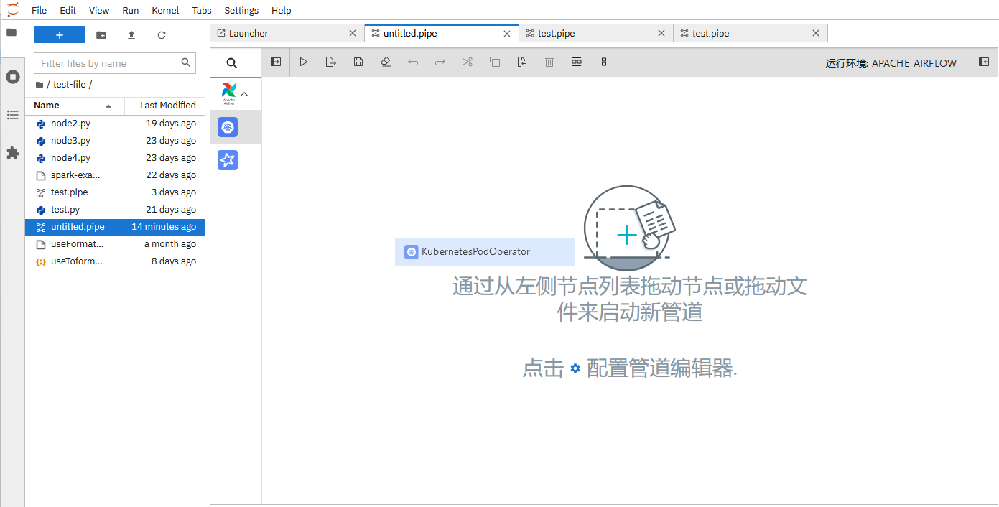 File Edit View Run Kernel Tabs Settings Help
Launcher
untitled.pipe
test.pipe
test.pipe
Filter files by name
/ test-file /
Name Last Modified
node2.py 19 days ago
node3.py 23 days ago
node4.py 23 days ago
spark-exa... 22 days ago
test.pipe 3 days ago
test.py 21 days ago
untitled.pipe 14 minutes ago
useFormat... a month ago
useToform... 8 days ago
运行环境: APACHE_AIRFLOW
Apache
Airflow
KubernetesPodOperator
通过从左侧节点列表拖动节点或拖动文
件来启动新管道
点击 配置管道编辑器.